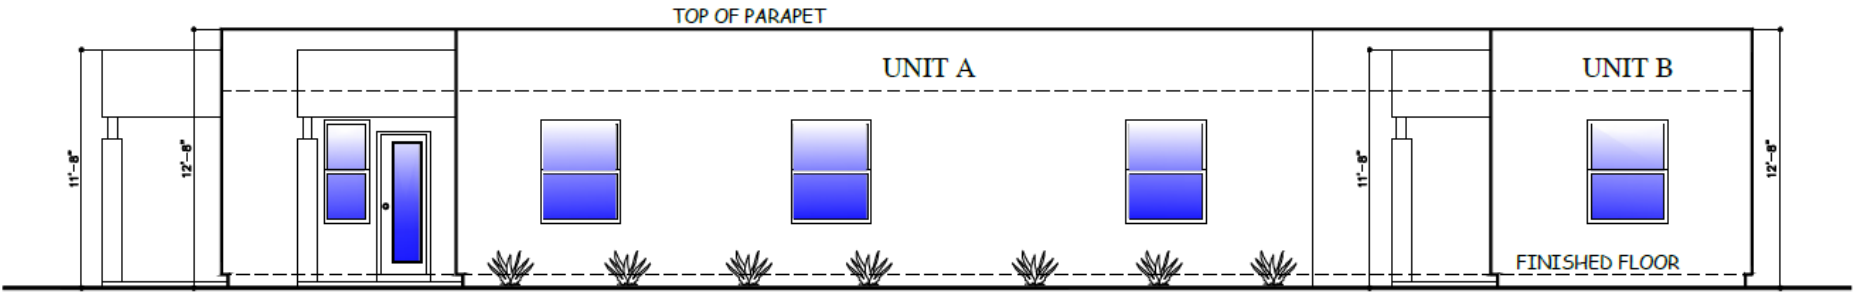 TOP OF PARAPET
UNIT A
UNIT B
11'-8"
12'-8"
11'-8"
12'-8"
FINISHED FLOOR